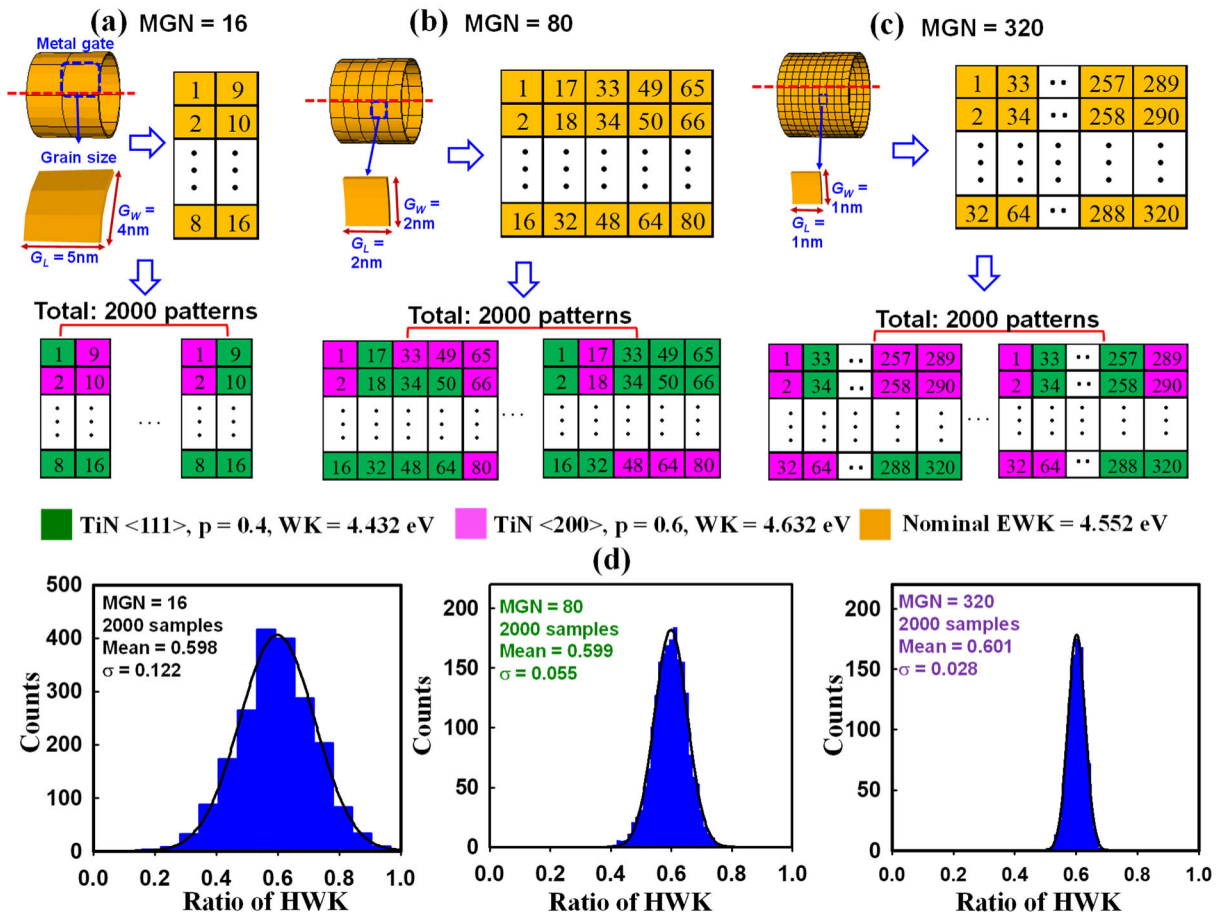 (a) MGN = 16
Metal gate
Grain size
G_W =
4nm
G_L = 5nm
1 9
2 10
⋮ ⋮
8 16
(b) MGN = 80
G_W =
2nm
G_L =
2nm
1 17 33 49 65
2 18 34 50 66
⋮ ⋮ ⋮ ⋮ ⋮
16 32 48 64 80
(c) MGN = 320
G_W =
1nm
G_L =
1nm
1 33 ·· 257 289
2 34 ·· 258 290
⋮ ⋮ ⋮ ⋮
32 64 ·· 288 320
Total: 2000 patterns
1 9
2 10
⋮ ⋮
8 16
...
1 9
2 10
⋮ ⋮
8 16
Total: 2000 patterns
1 17 33 49 65
2 18 34 50 66
⋮ ⋮ ⋮ ⋮ ⋮
16 32 48 64 80
...
1 17 33 49 65
2 18 34 50 66
⋮ ⋮ ⋮ ⋮ ⋮
16 32 48 64 80
Total: 2000 patterns
1 33 ·· 257 289
2 34 ·· 258 290
⋮ ⋮ ⋮ ⋮
32 64 ·· 288 320
...
1 33 ·· 257 289
2 34 ·· 258 290
⋮ ⋮ ⋮ ⋮
32 64 ·· 288 320
TiN <111>, p = 0.4, WK = 4.432 eV
TiN <200>, p = 0.6, WK = 4.632 eV
Nominal EWK = 4.552 eV
(d)
MGN = 16
2000 samples
Mean = 0.598
σ = 0.122
Counts
500
400
300
200
100
0
0.0 0.2 0.4 0.6 0.8 1.0
Ratio of HWK
MGN = 80
2000 samples
Mean = 0.599
σ = 0.055
Counts
200
150
100
50
0
0.0 0.2 0.4 0.6 0.8 1.0
Ratio of HWK
MGN = 320
2000 samples
Mean = 0.601
σ = 0.028
Counts
200
150
100
50
0
0.0 0.2 0.4 0.6 0.8 1.0
Ratio of HWK